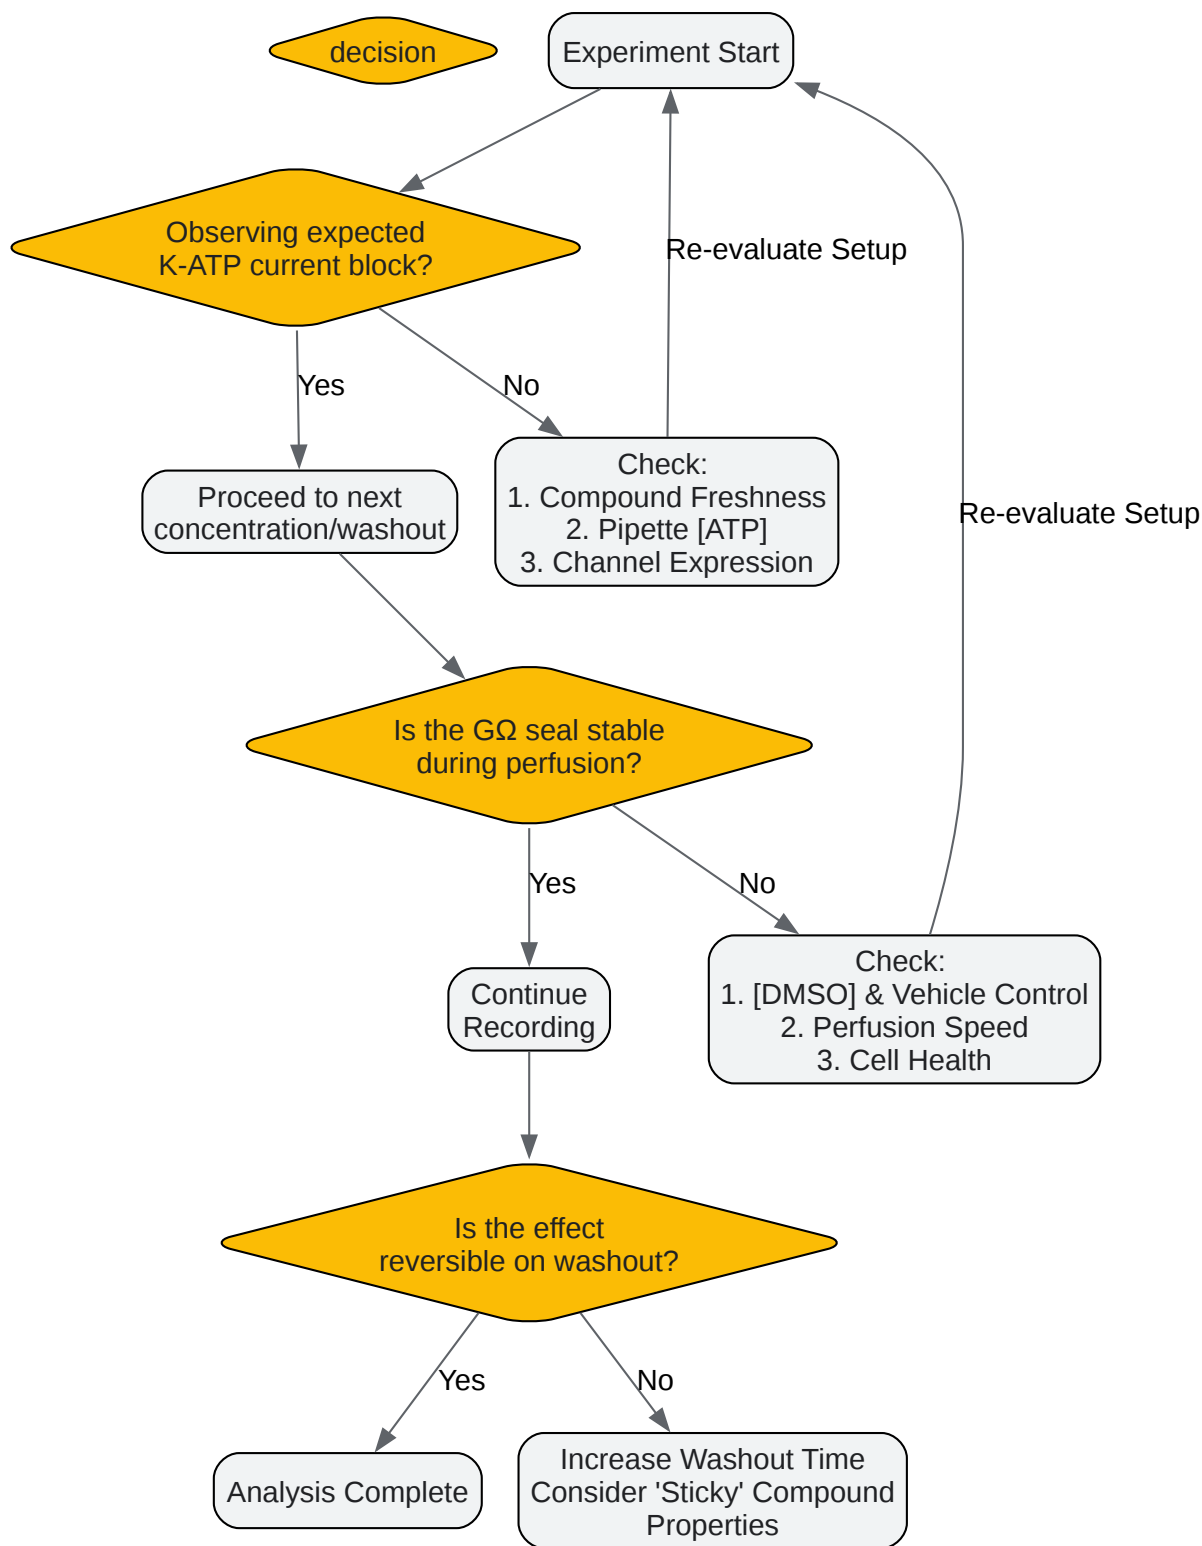 decision
Experiment Start
Observing expected
K-ATP current block?
Re-evaluate Setup
Yes
No
Check:
1. Compound Freshness
2. Pipette [ATP]
3. Channel Expression
Proceed to next
concentration/washout
Re-evaluate Setup
Is the GΩ seal stable
during perfusion?
Yes
No
Check:
1. [DMSO] & Vehicle Control
2. Perfusion Speed
3. Cell Health
Continue
Recording
Is the effect
reversible on washout?
Yes
No
Analysis Complete
Increase Washout Time
Consider 'Sticky' Compound
Properties